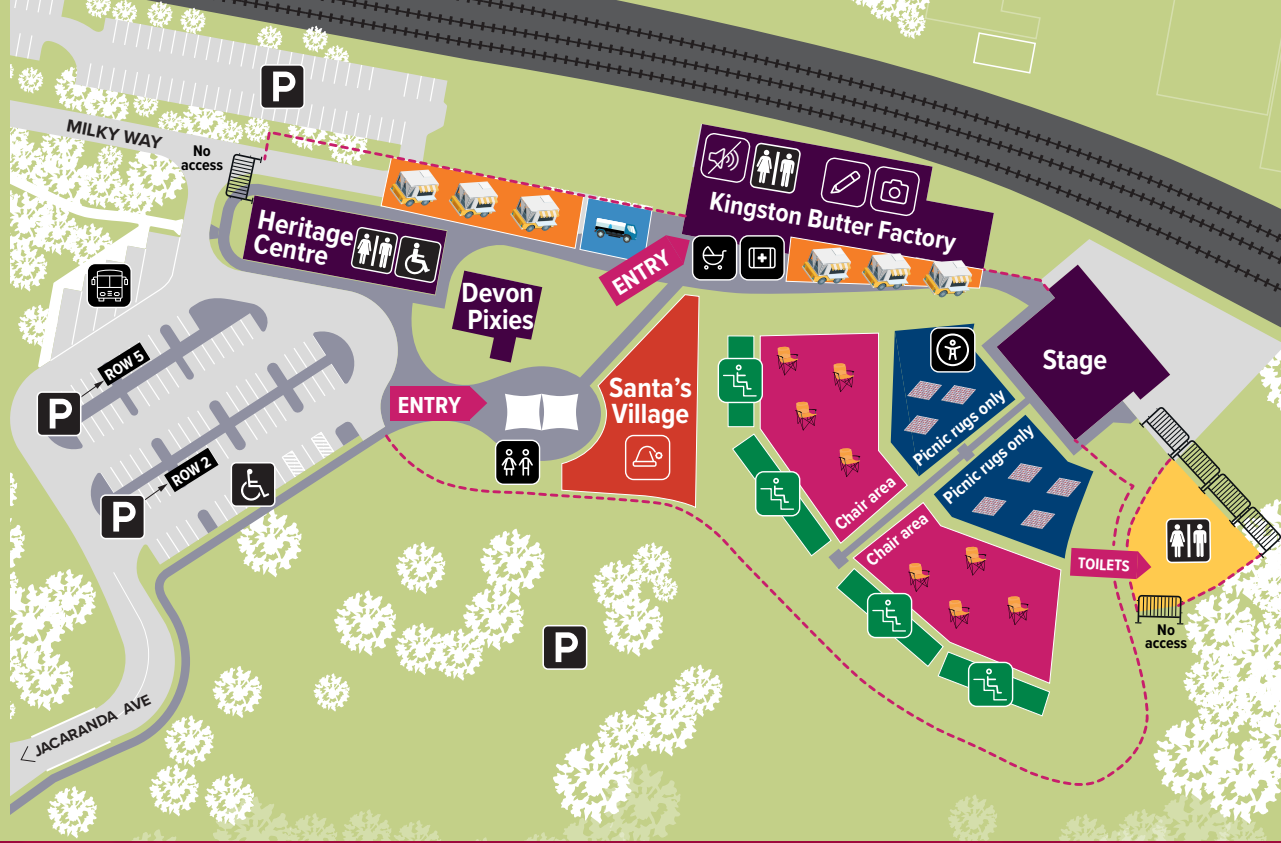 P
MILKY WAY
No
access
Heritage
Centre
Kingston Butter Factory
ENTRY
Devon
Pixies
Stage
ROW 5
P
ENTRY
Santa's
Village
Picnic rugs only
Picnic rugs only
Chair area
Chair area
ROW 2
P
TOILETS
No
access
P
JACARANDA AVE